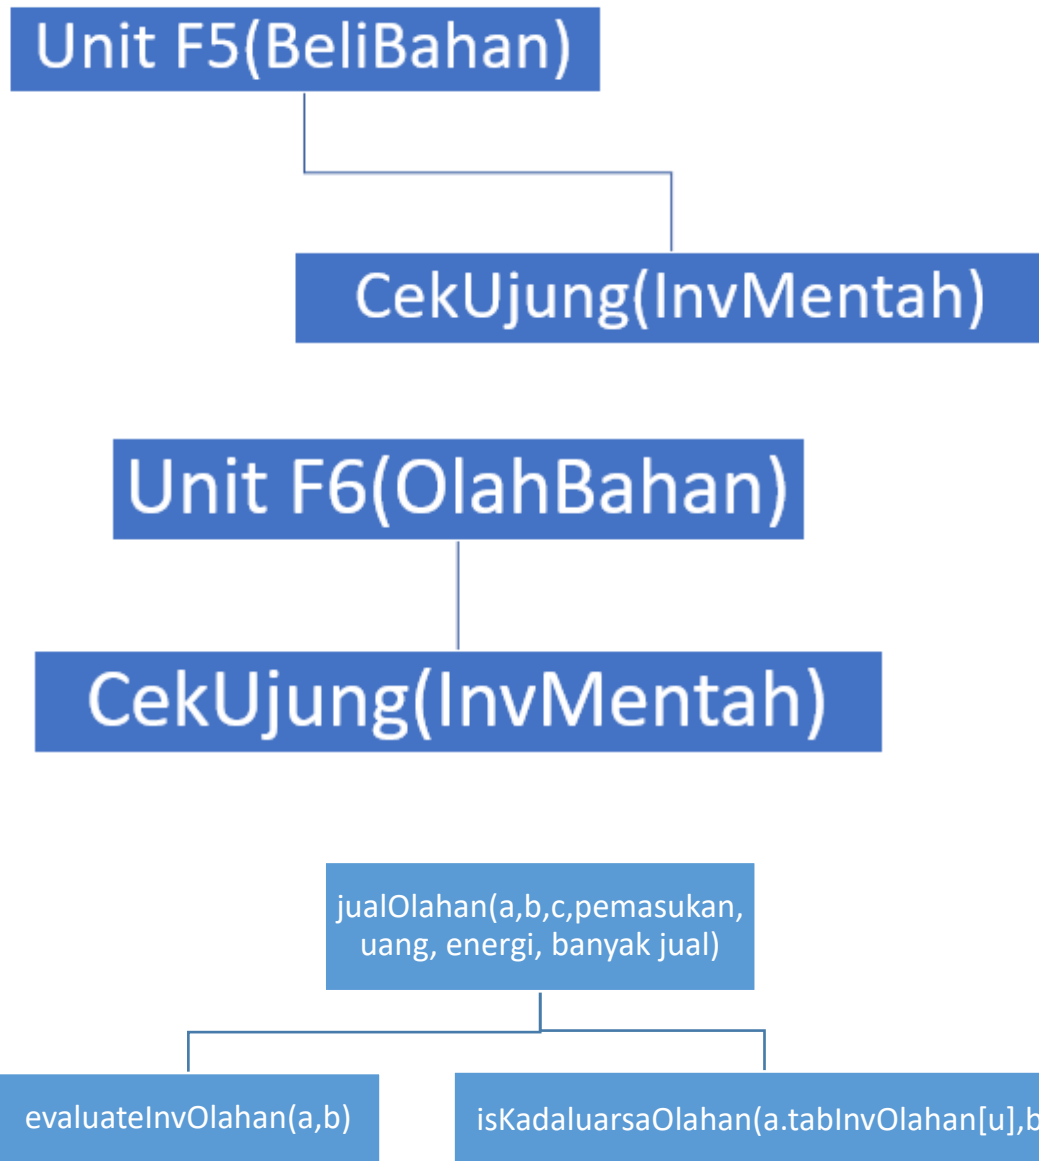 Unit F5(BeliBahan)
CekUjung(InvMentah)
Unit F6(OlahBahan)
CekUjung(InvMentah)
jualOlahan(a,b,c,pemasukan,
uang, energi, banyak jual)
evaluateInvOlahan(a,b)
isKadaluarsaOlahan(a.tabInvOlahan[u],b